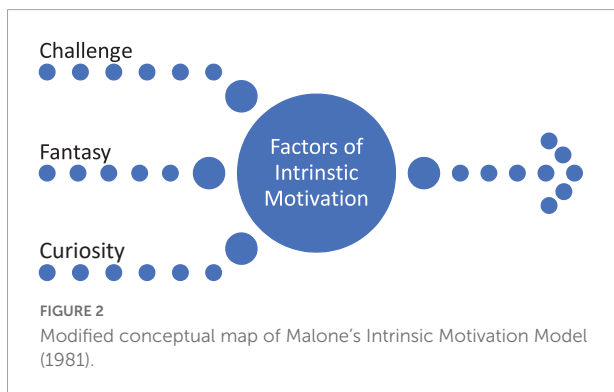 Challenge
Fantasy
Curiosity
Factors of
Intrinstic
Motivation
FIGURE 2
Modified conceptual map of Malone's Intrinsic Motivation Model
(1981).